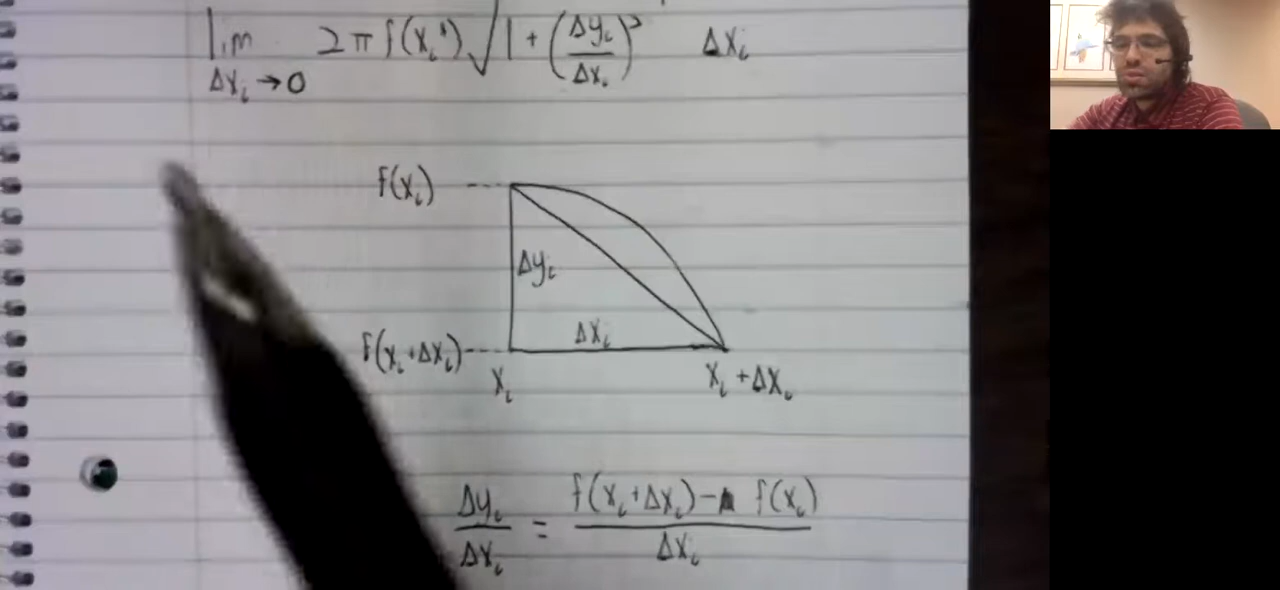 lim 2π f(xᵢ*) √(1 + (Δyᵢ/Δxᵢ)²) Δxᵢ
Δxᵢ → 0
f(xᵢ)
Δyᵢ
Δxᵢ
f(xᵢ+Δxᵢ)
xᵢ
xᵢ + Δxᵢ
Δyᵢ/Δxᵢ = (f(xᵢ+Δxᵢ) - f(xᵢ))/Δxᵢ